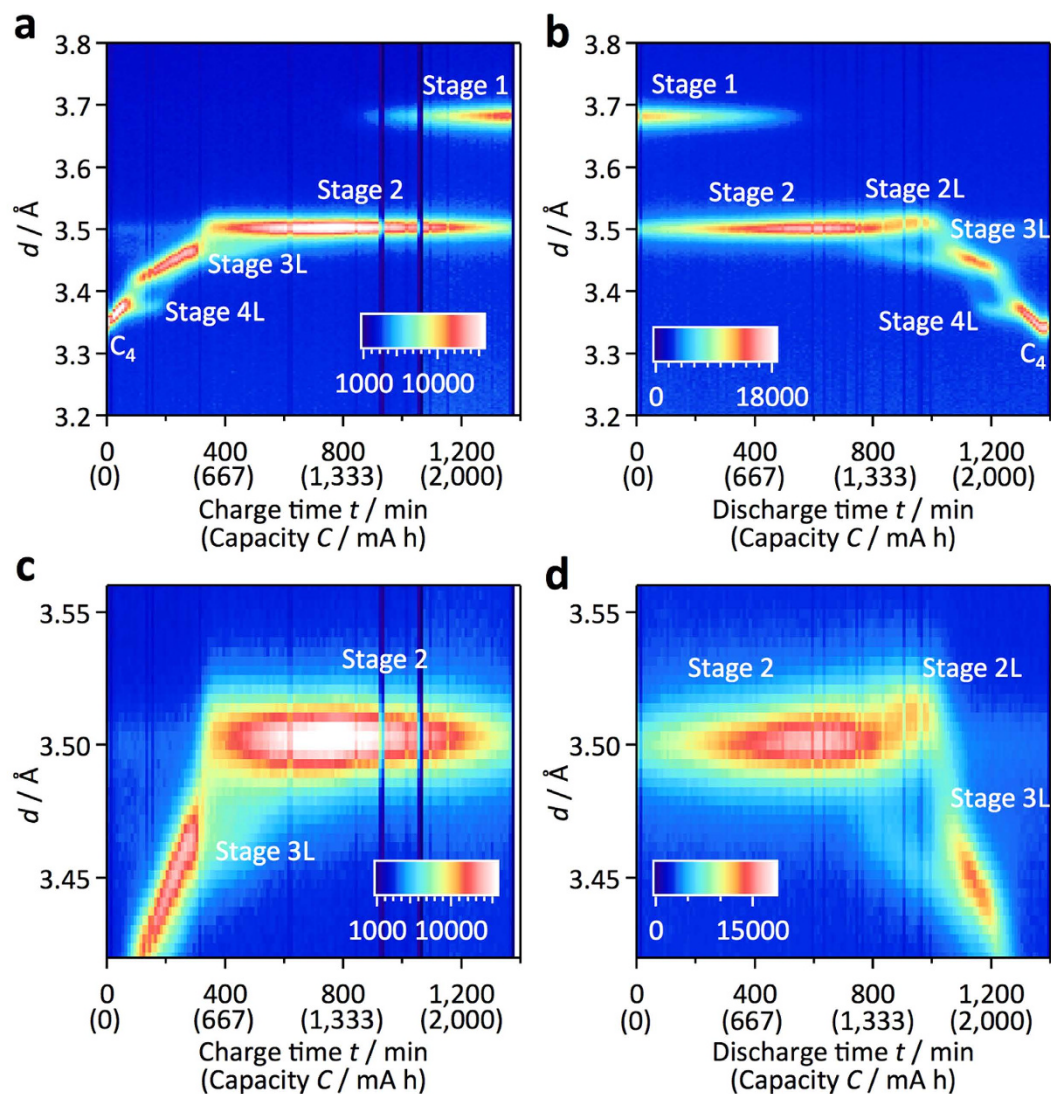 a
3.8
3.7
3.6
3.5
3.4
3.3
3.2
d / Å
Stage 1
Stage 2
Stage 3L
Stage 4L
C₄
1000 10000
0 400 800 1,200
(0) (667) (1,333) (2,000)
Charge time t / min
(Capacity C / mA h)
b
3.8
3.7
3.6
3.5
3.4
3.3
3.2
d / Å
Stage 1
Stage 2
Stage 2L
Stage 3L
Stage 4L
C₄
0 18000
0 400 800 1,200
(0) (667) (1,333) (2,000)
Discharge time t / min
(Capacity C / mA h)
c
3.55
3.50
3.45
d / Å
Stage 2
Stage 3L
1000 10000
0 400 800 1,200
(0) (667) (1,333) (2,000)
Charge time t / min
(Capacity C / mA h)
d
3.55
3.50
3.45
d / Å
Stage 2
Stage 2L
Stage 3L
0 15000
0 400 800 1,200
(0) (667) (1,333) (2,000)
Discharge time t / min
(Capacity C / mA h)